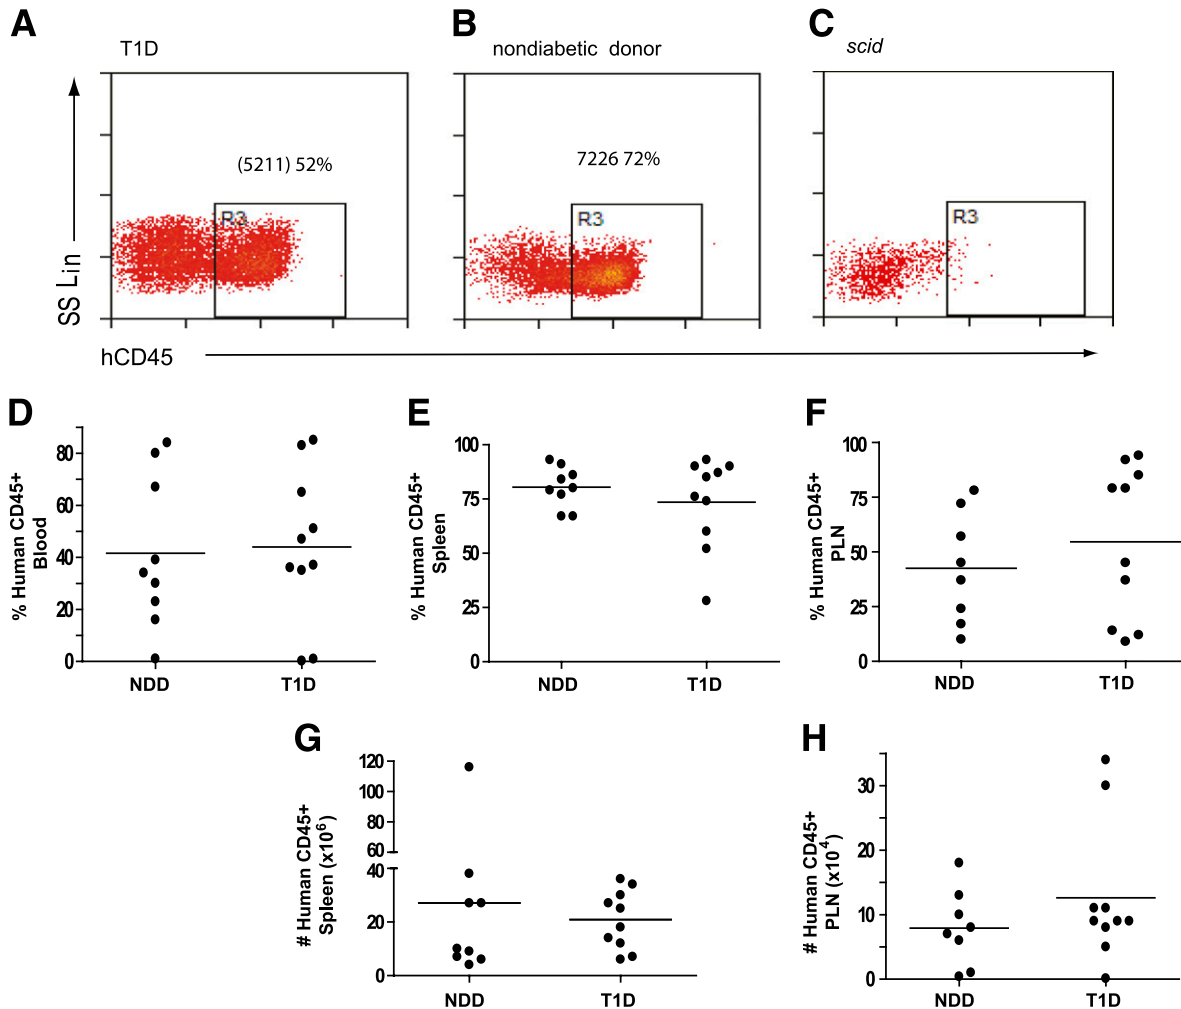 A
B
C
T1D
nondiabetic donor
scid
(5211) 52%
7226 72%
R3
R3
R3
SS Lin
hCD45
D
E
F
% Human CD45+
Blood
80
60
40
20
0
NDD
T1D
% Human CD45+
Spleen
100
75
50
25
0
NDD
T1D
% Human CD45+
PLN
100
75
50
25
0
NDD
T1D
G
H
# Human CD45+
Spleen (x10⁶)
120
100
80
60
40
20
0
NDD
T1D
# Human CD45+
PLN (x10⁴)
30
20
10
0
NDD
T1D